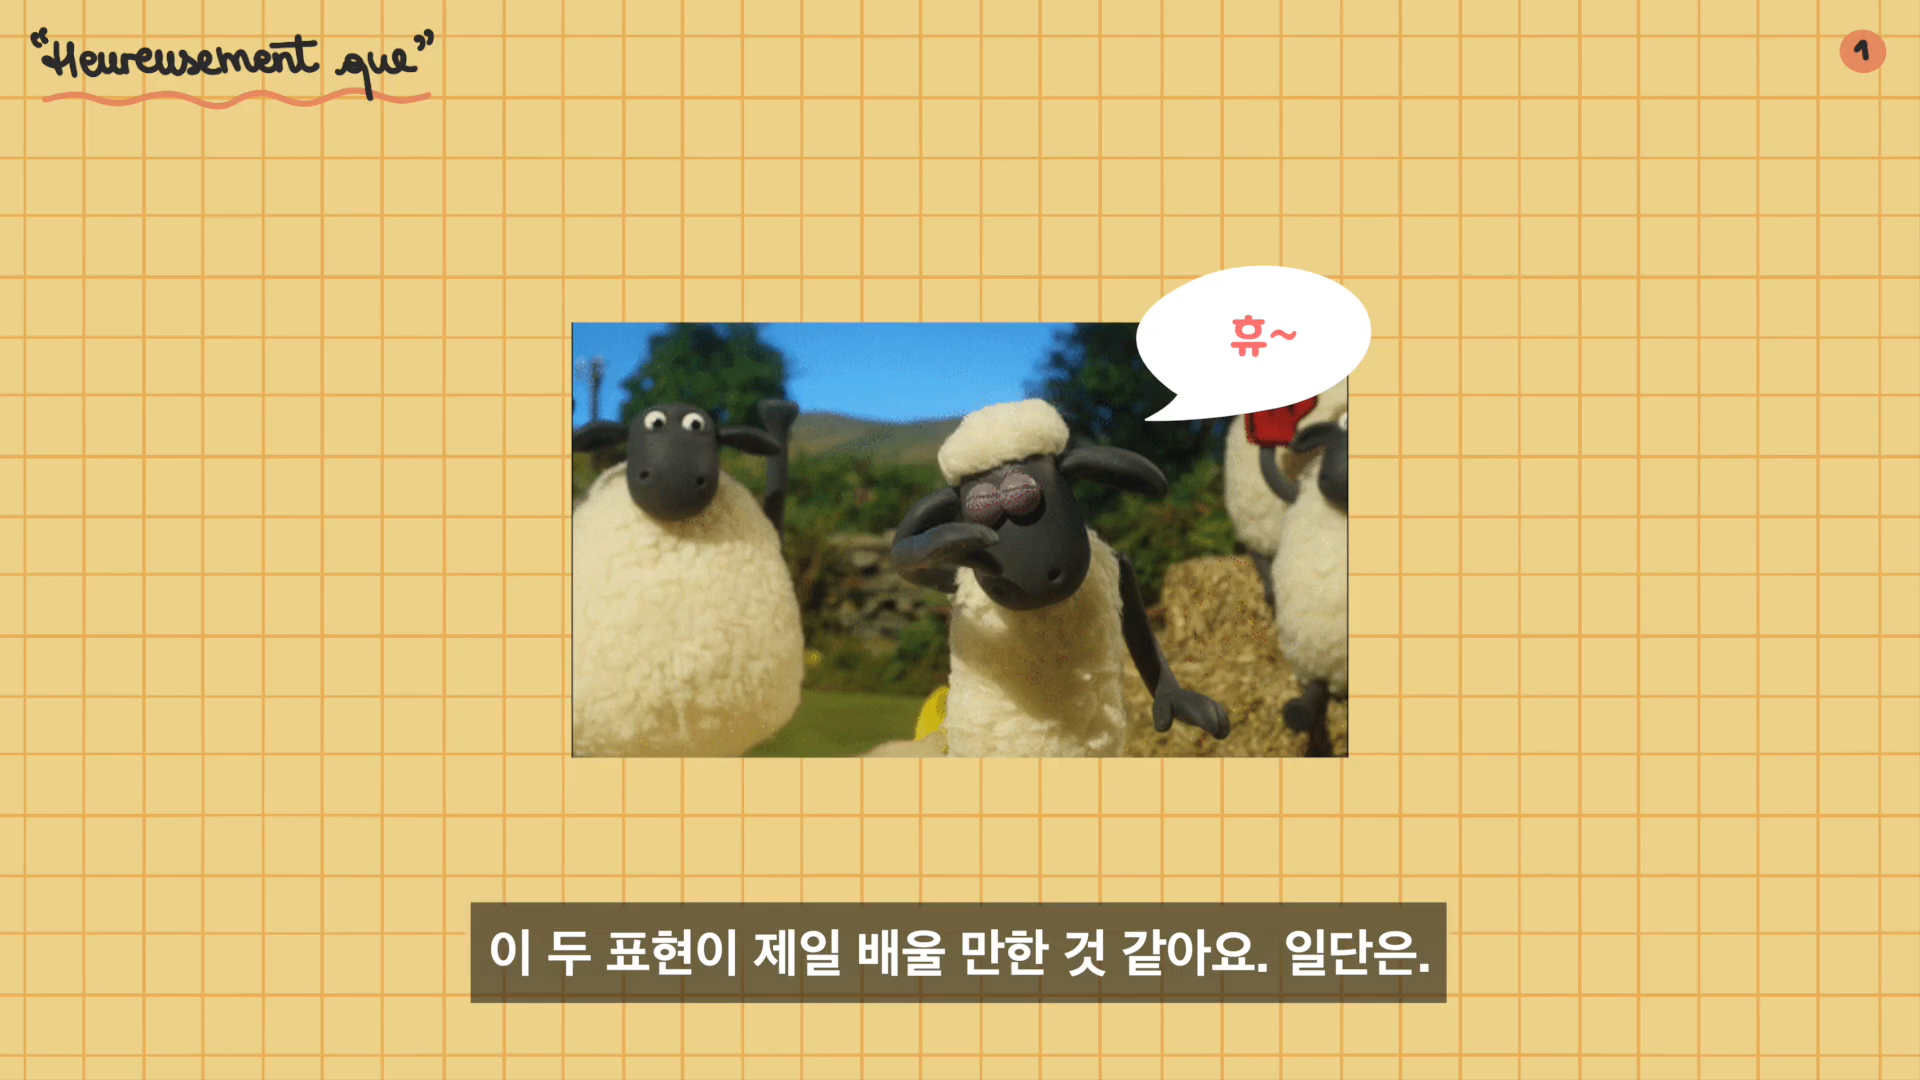 “Heureusement que”
1
휴~
이 두 표현이 제일 배울 만한 것 같아요. 일단은.